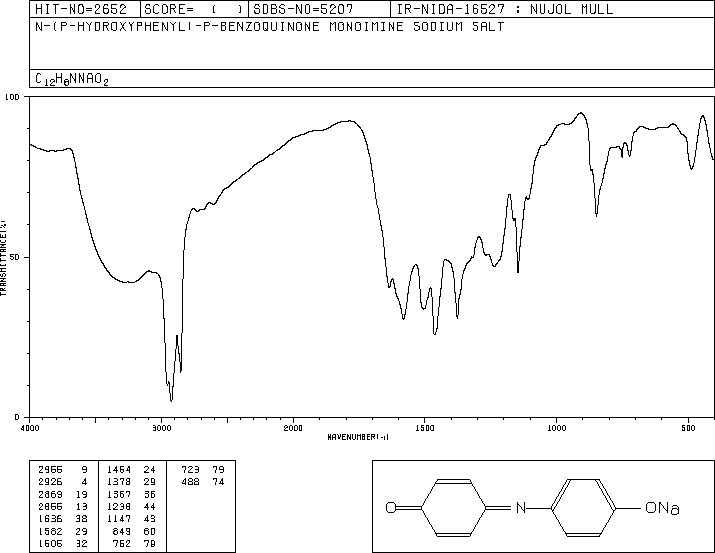 HIT-NO=2652 SCORE= ( ) SDBS-NO=5207 IR-NIDA-16527 : NUJOL MULL
N-(P-HYDROXYPHENYL)-P-BENZOQUINONE MONOIMINE SODIUM SALT
C12H8NNAO2
100
50
0
TRANSMITTANCE(%)
4000 3000 2000 1500 1000 500
WAVENUMBER(-1)
2955 9 1464 24 723 79
2926 4 1378 29 488 74
2869 19 1367 36
2855 13 1238 44
1636 38 1147 43
1582 29 849 60
1505 32 752 79
O N ONa